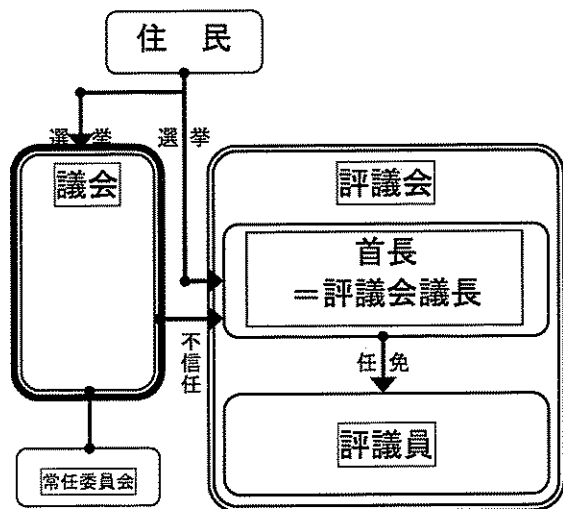 住 民
選挙
選挙
議会
評議会
首長
=評議会議長
不信任
任免
評議員
常任委員会